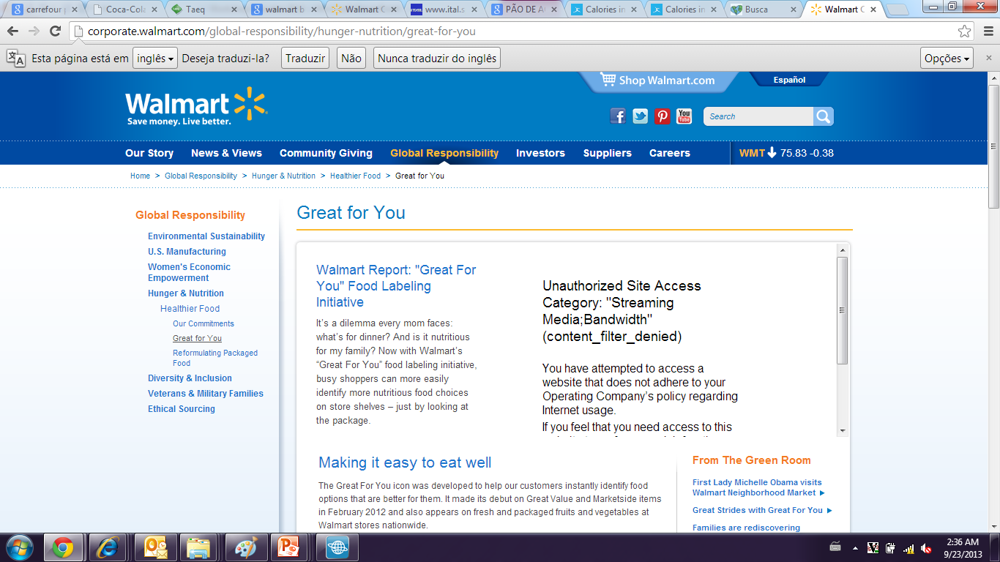 carrefour
Coca-Cola
Taeq
walmart b
Walmart C
www.ital.s
PÃO DE A
Calories in
Calories in
Busca
Walmart C
corporate.walmart.com/global-responsibility/hunger-nutrition/great-for-you
Esta página está em inglês Deseja traduzi-la? Traduzir Não Nunca traduzir do inglês Opções
Shop Walmart.com
Español
Walmart
Save money. Live better.
f
You Tube
Search
Our Story News & Views Community Giving Global Responsibility Investors Suppliers Careers WMT 75.83 -0.38
Home > Global Responsibility > Hunger & Nutrition > Healthier Food > Great for You
Global Responsibility
Environmental Sustainability
U.S. Manufacturing
Women's Economic
Empowerment
Hunger & Nutrition
Healthier Food
Our Commitments
Great for You
Reformulating Packaged
Food
Diversity & Inclusion
Veterans & Military Families
Ethical Sourcing
Great for You
Walmart Report: "Great For
You" Food Labeling
Initiative
It's a dilemma every mom faces:
what's for dinner? And is it nutritious
for my family? Now with Walmart's
“Great For You” food labeling initiative,
busy shoppers can more easily
identify more nutritious food choices
on store shelves – just by looking at
the package.
Unauthorized Site Access
Category: "Streaming
Media;Bandwidth"
(content_filter_denied)
You have attempted to access a
website that does not adhere to your
Operating Company's policy regarding
Internet usage.
If you feel that you need access to this
Making it easy to eat well
The Great For You icon was developed to help our customers instantly identify food
options that are better for them. It made its debut on Great Value and Marketside items
in February 2012 and also appears on fresh and packaged fruits and vegetables at
Walmart stores nationwide.
From The Green Room
First Lady Michelle Obama visits
Walmart Neighborhood Market
Great Strides with Great For You
Families are rediscovering
2:36 AM
9/23/2013